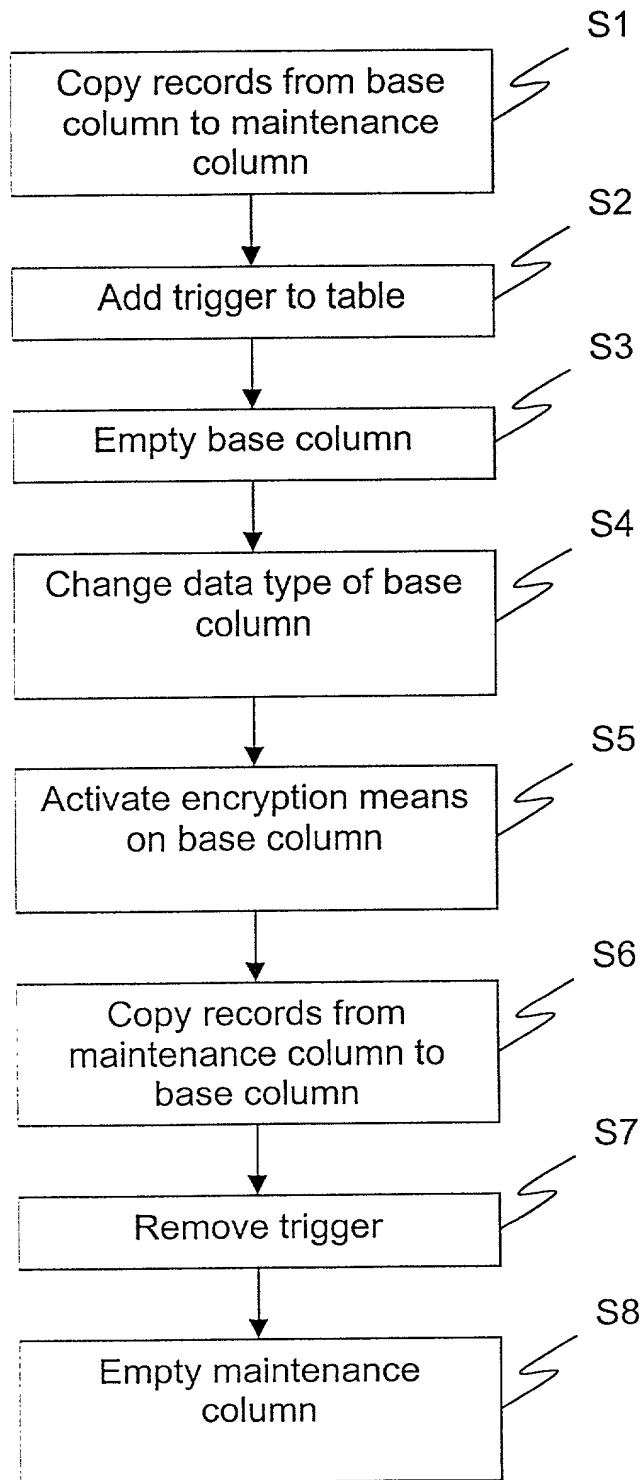 S1
Copy records from base
column to maintenance
column
S2
Add trigger to table
S3
Empty base column
S4
Change data type of base
column
S5
Activate encryption means
on base column
S6
Copy records from
maintenance column to
base column
S7
Remove trigger
S8
Empty maintenance
column